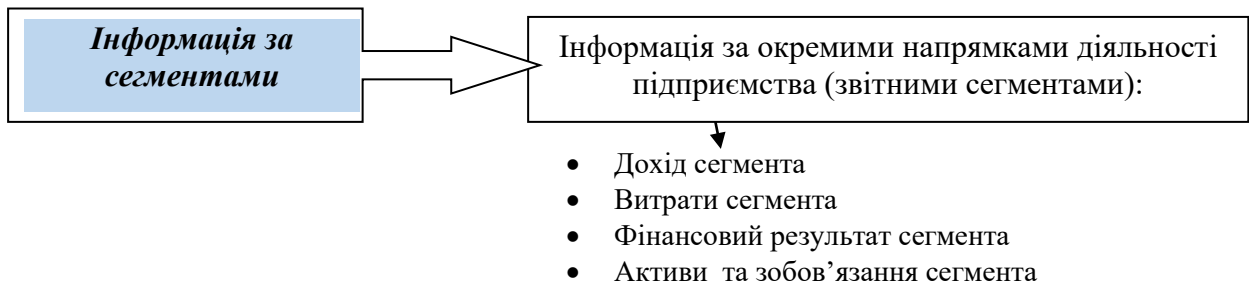 Інформація за
сегментами
Інформація за окремими напрямками діяльності
підприємства (звітними сегментами):
• Дохід сегмента
• Витрати сегмента
• Фінансовий результат сегмента
• Активи та зобов’язання сегмента